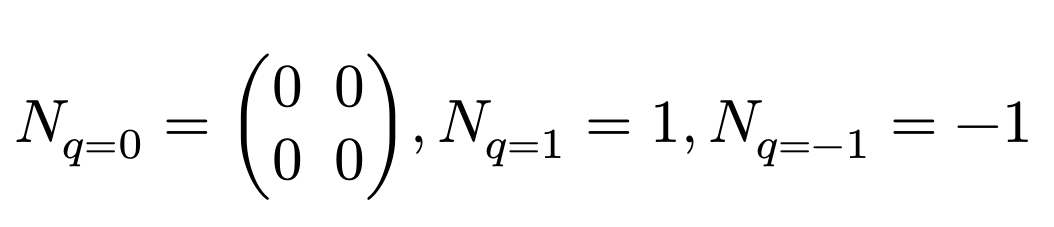 $N_{q=0} = \begin{pmatrix} 0 & 0 \\ 0 & 0 \end{pmatrix}, N_{q=1} = 1, N_{q=-1} = -1$